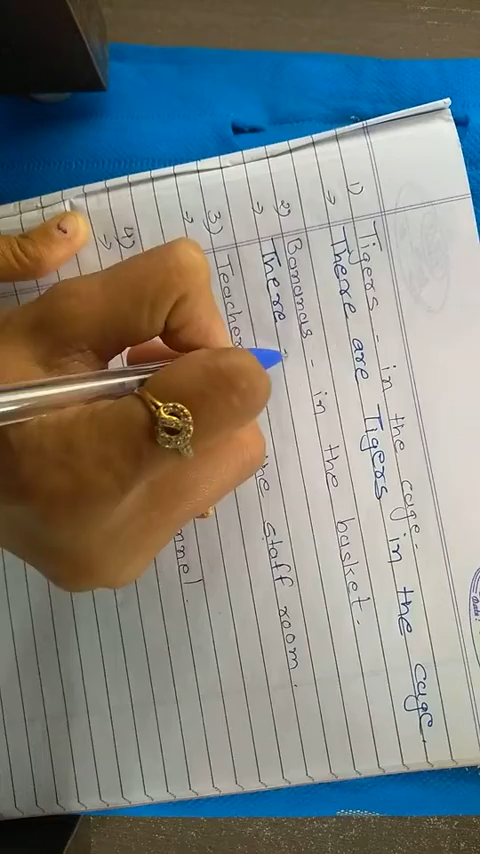 1) Tigers - in the cage.
→ There are Tigers in the cage.
2) Bananas - in the basket.
→ There
3) Teacher the staff room.
→
4)
→